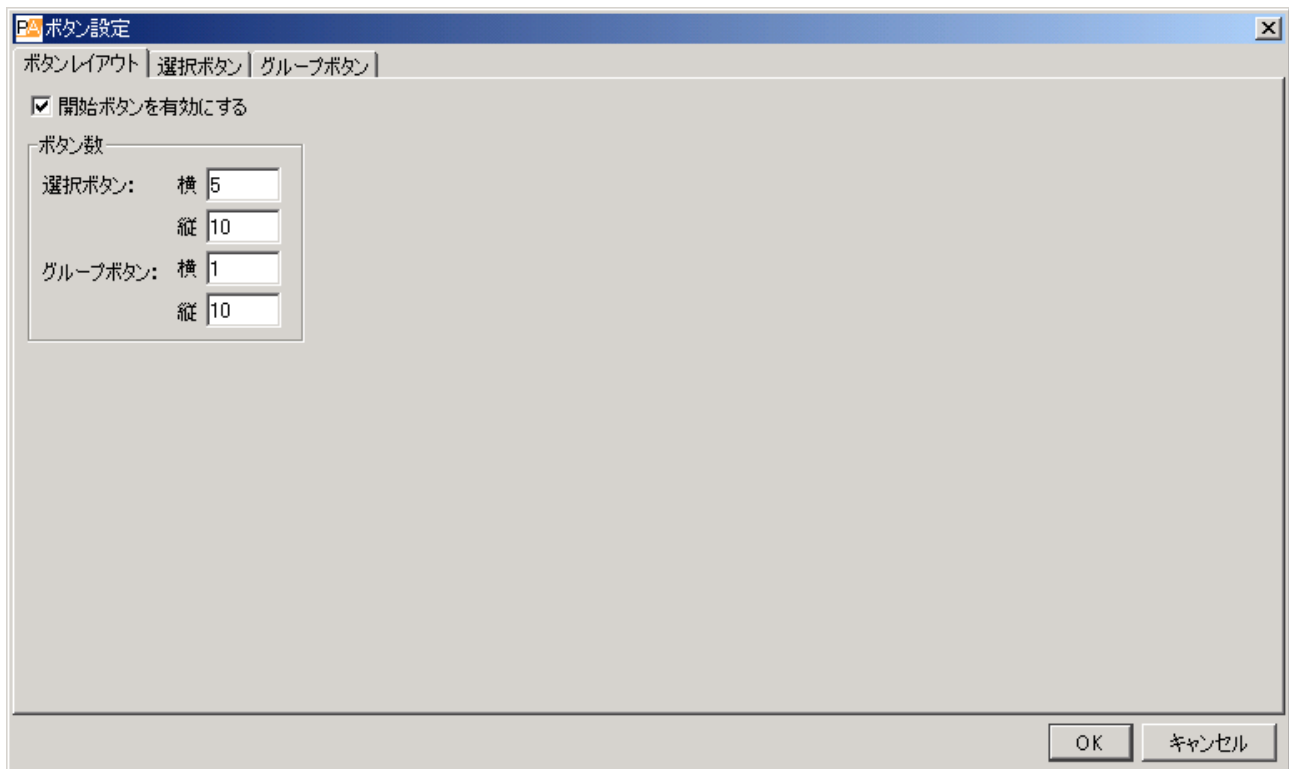 PA ボタン設定
ボタンレイアウト 選択ボタン グループボタン
開始ボタンを有効にする
ボタン数
選択ボタン: 横 5
縦 10
グループボタン: 横 1
縦 10
OK キャンセル